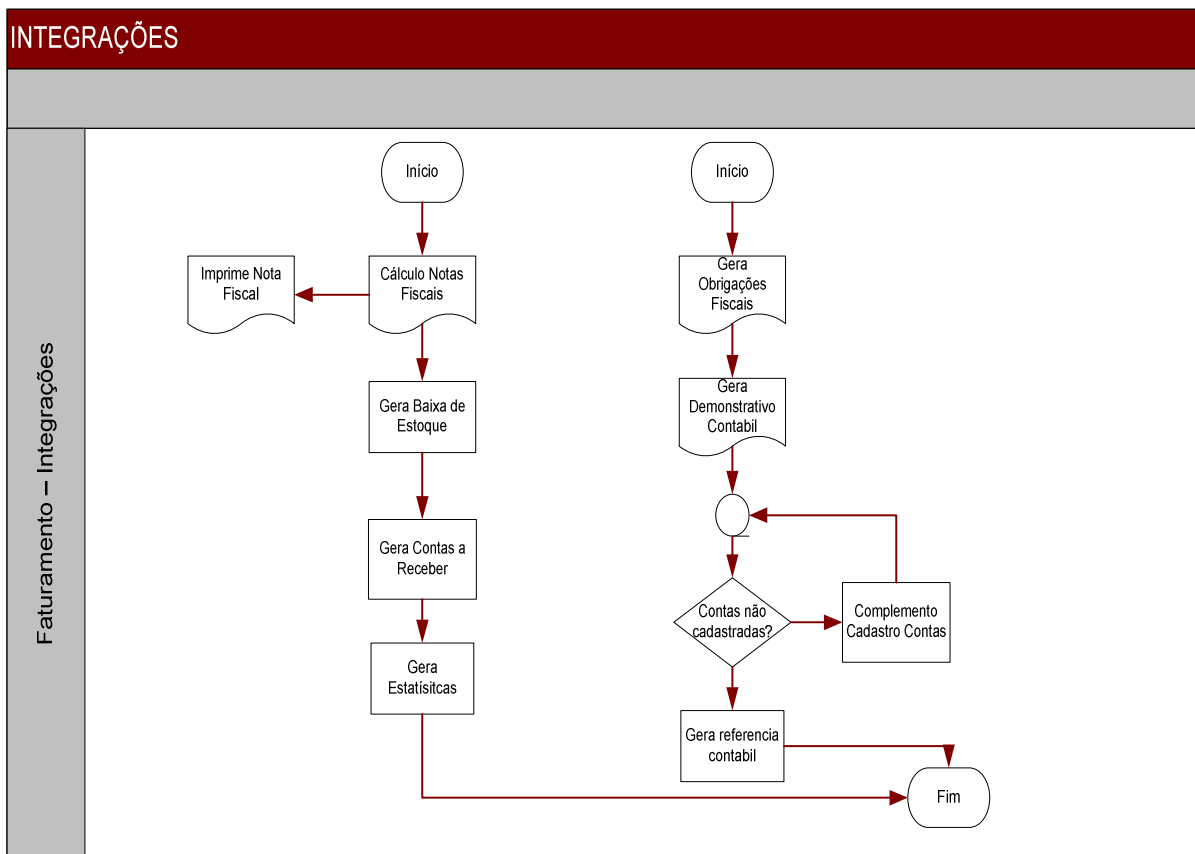 INTEGRAÇÕES
Faturamento – Integrações
Início
Início
Imprime Nota
Fiscal
Cálculo Notas
Fiscais
Gera
Obrigações
Fiscais
Gera Baixa de
Estoque
Gera
Demonstrativo
Contabil
Gera Contas a
Receber
Contas não
cadastradas?
Complemento
Cadastro Contas
Gera
Estatísitcas
Gera referencia
contabil
Fim